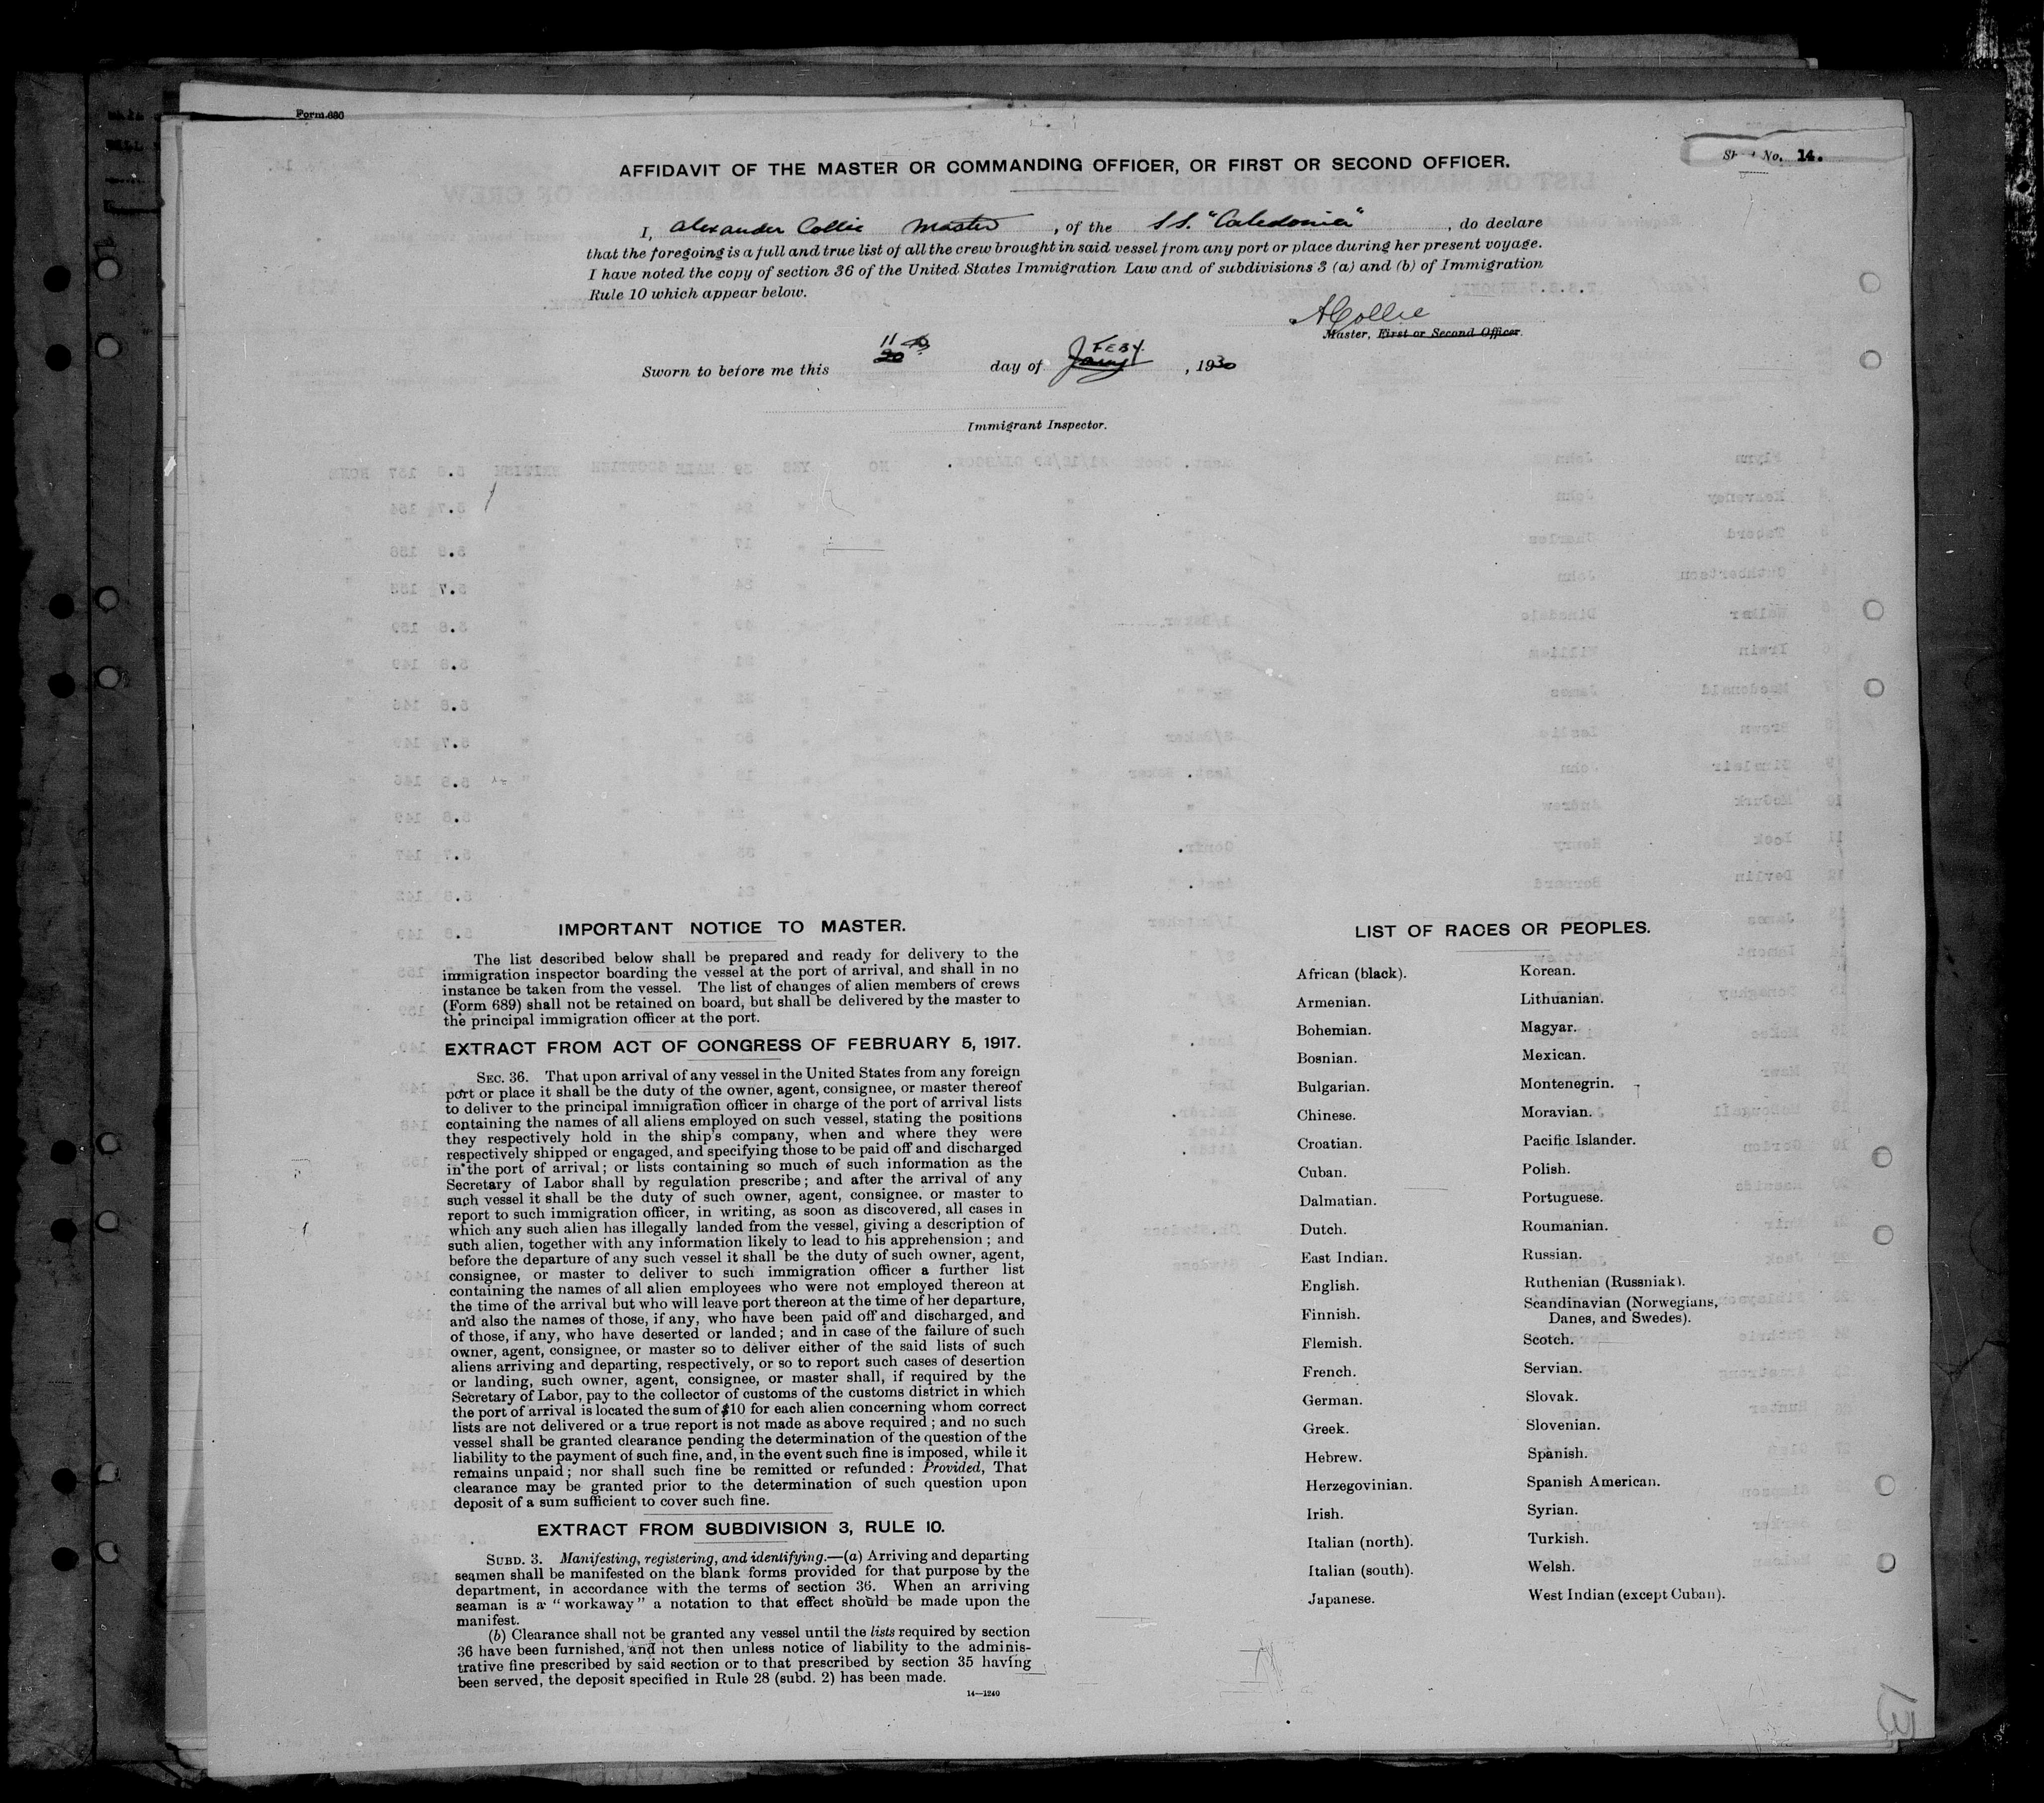 Form 680
Sheet No. 14.
AFFIDAVIT OF THE MASTER OR COMMANDING OFFICER, OR FIRST OR SECOND OFFICER.
I, Alexander Collie Master, of the S.S. "Caledonia", do declare
that the foregoing is a full and true list of all the crew brought in said vessel from any port or place during her present voyage.
I have noted the copy of section 36 of the United States Immigration Law and of subdivisions 3 (a) and (b) of Immigration
Rule 10 which appear below.
A Collie
Master, First or Second Officer.
11th FEBY.
Sworn to before me this 20 day of Jany, 1930
Immigrant Inspector.
IMPORTANT NOTICE TO MASTER.
The list described below shall be prepared and ready for delivery to the
immigration inspector boarding the vessel at the port of arrival, and shall in no
instance be taken from the vessel. The list of changes of alien members of crews
(Form 689) shall not be retained on board, but shall be delivered by the master to
the principal immigration officer at the port.
EXTRACT FROM ACT OF CONGRESS OF FEBRUARY 5, 1917.
SEC. 36. That upon arrival of any vessel in the United States from any foreign
port or place it shall be the duty of the owner, agent, consignee, or master thereof
to deliver to the principal immigration officer in charge of the port of arrival lists
containing the names of all aliens employed on such vessel, stating the positions
they respectively hold in the ship's company, when and where they were
respectively shipped or engaged, and specifying those to be paid off and discharged
in the port of arrival; or lists containing so much of such information as the
Secretary of Labor shall by regulation prescribe; and after the arrival of any
such vessel it shall be the duty of such owner, agent, consignee, or master to
report to such immigration officer, in writing, as soon as discovered, all cases in
which any such alien has illegally landed from the vessel, giving a description of
such alien, together with any information likely to lead to his apprehension; and
before the departure of any such vessel it shall be the duty of such owner, agent,
consignee, or master to deliver to such immigration officer a further list
containing the names of all alien employees who were not employed thereon at
the time of the arrival but who will leave port thereon at the time of her departure,
and also the names of those, if any, who have been paid off and discharged, and
of those, if any, who have deserted or landed; and in case of the failure of such
owner, agent, consignee, or master so to deliver either of the said lists of such
aliens arriving and departing, respectively, or so to report such cases of desertion
or landing, such owner, agent, consignee, or master shall, if required by the
Secretary of Labor, pay to the collector of customs of the customs district in which
the port of arrival is located the sum of $10 for each alien concerning whom correct
lists are not delivered or a true report is not made as above required; and no such
vessel shall be granted clearance pending the determination of the question of the
liability to the payment of such fine, and, in the event such fine is imposed, while it
remains unpaid; nor shall such fine be remitted or refunded: Provided, That
clearance may be granted prior to the determination of such question upon
deposit of a sum sufficient to cover such fine.
EXTRACT FROM SUBDIVISION 3, RULE 10.
SUBD. 3. Manifesting, registering, and identifying.—(a) Arriving and departing
seamen shall be manifested on the blank forms provided for that purpose by the
department, in accordance with the terms of section 36. When an arriving
seaman is a "workaway" a notation to that effect should be made upon the
manifest.
(b) Clearance shall not be granted any vessel until the lists required by section
36 have been furnished, and not then unless notice of liability to the adminis-
trative fine prescribed by said section or to that prescribed by section 35 having
been served, the deposit specified in Rule 28 (subd. 2) has been made.
14—1240
LIST OF RACES OR PEOPLES.
African (black).
Armenian.
Bohemian.
Bosnian.
Bulgarian.
Chinese.
Croatian.
Cuban.
Dalmatian.
Dutch.
East Indian.
English.
Finnish.
Flemish.
French.
German.
Greek.
Hebrew.
Herzegovinian.
Irish.
Italian (north).
Italian (south).
Japanese.
Korean.
Lithuanian.
Magyar.
Mexican.
Montenegrin.
Moravian.
Pacific Islander.
Polish.
Portuguese.
Roumanian.
Russian.
Ruthenian (Russniak).
Scandinavian (Norwegians,
Danes, and Swedes).
Scotch.
Servian.
Slovak.
Slovenian.
Spanish.
Spanish American.
Syrian.
Turkish.
Welsh.
West Indian (except Cuban).
13